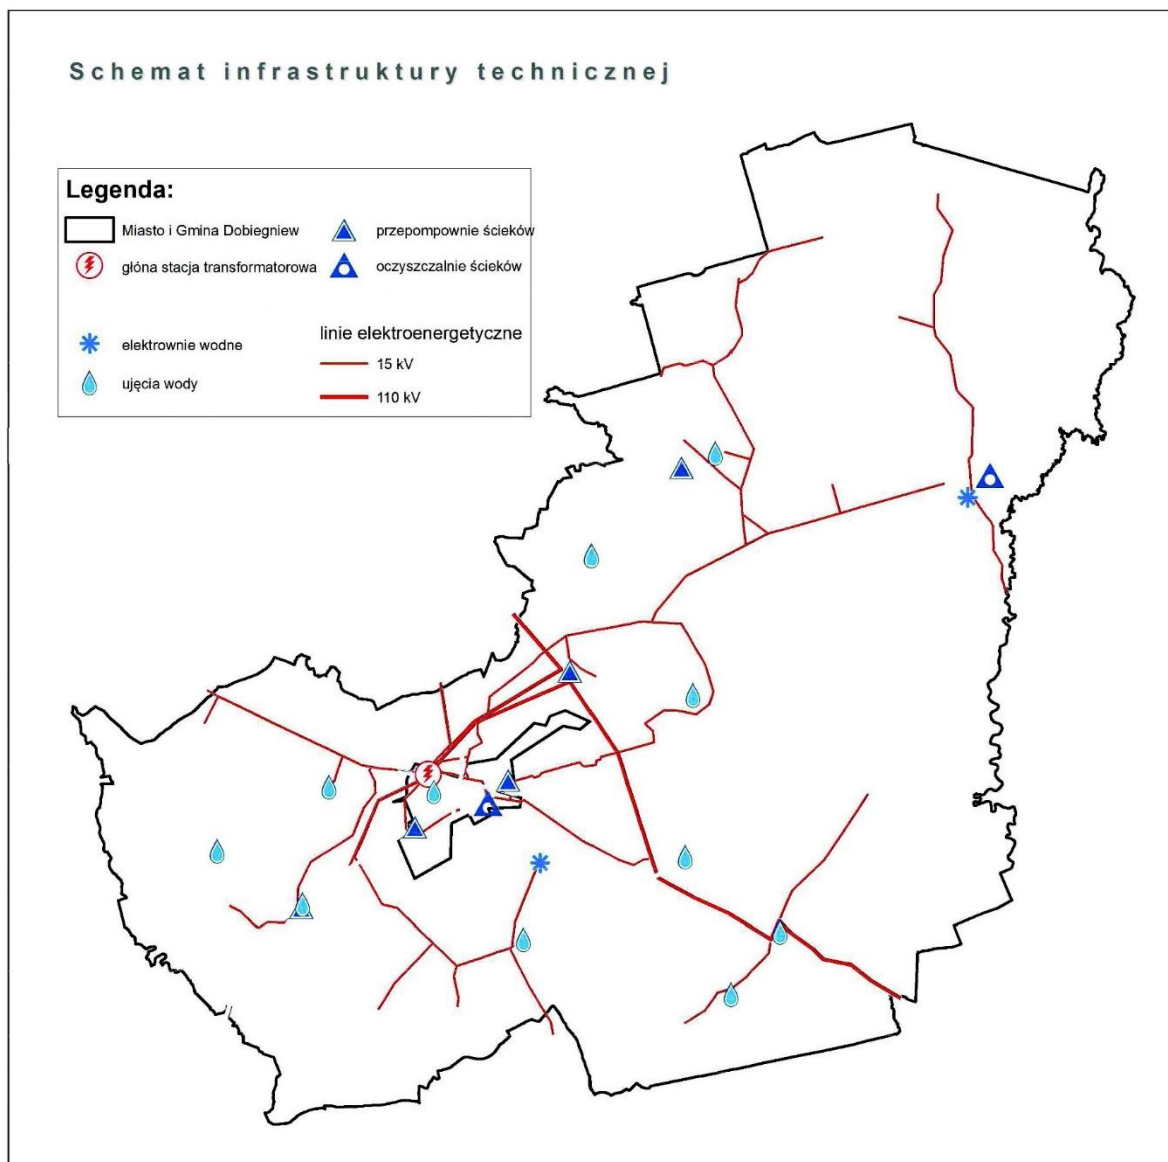 Schemat infrastruktury technicznej
Legenda:
Miasto i Gmina Dobiegniew
przepompownie ścieków
głóna stacja transformatorowa
oczyszczalnie ścieków
linie elektroenergetyczne
elektrownie wodne
15 kV
ujęcia wody
110 kV